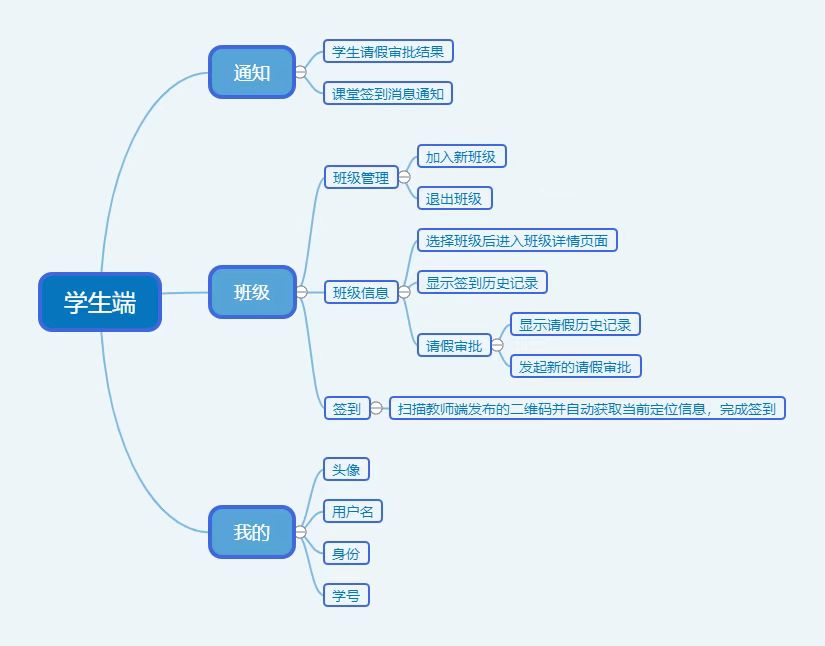 学生端
通知
学生请假审批结果
课堂签到消息通知
班级
班级管理
加入新班级
退出班级
班级信息
选择班级后进入班级详情页面
显示签到历史记录
请假审批
显示请假历史记录
发起新的请假审批
签到
扫描教师端发布的二维码并自动获取当前定位信息，完成签到
我的
头像
用户名
身份
学号